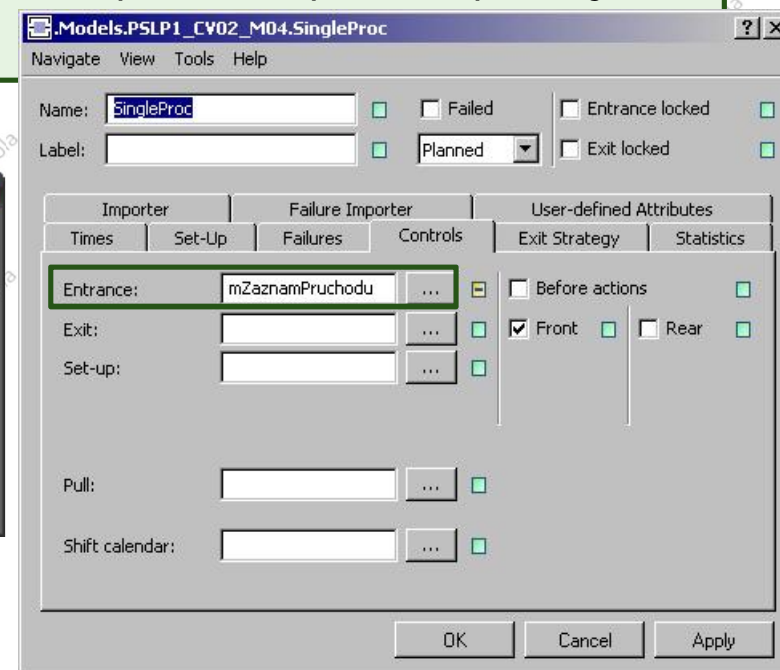 .Models.PSLP1_CV02_M04.SingleProc
Navigate View Tools Help
Name: SingleProc Failed Entrance locked
Label: Planned Exit locked
Importer Failure Importer User-defined Attributes
Times Set-Up Failures Controls Exit Strategy Statistics
Entrance: mZaznamPruchodu ... Before actions
Exit: ... Front Rear
Set-up: ...
Pull: ...
Shift calendar: ...
OK Cancel Apply